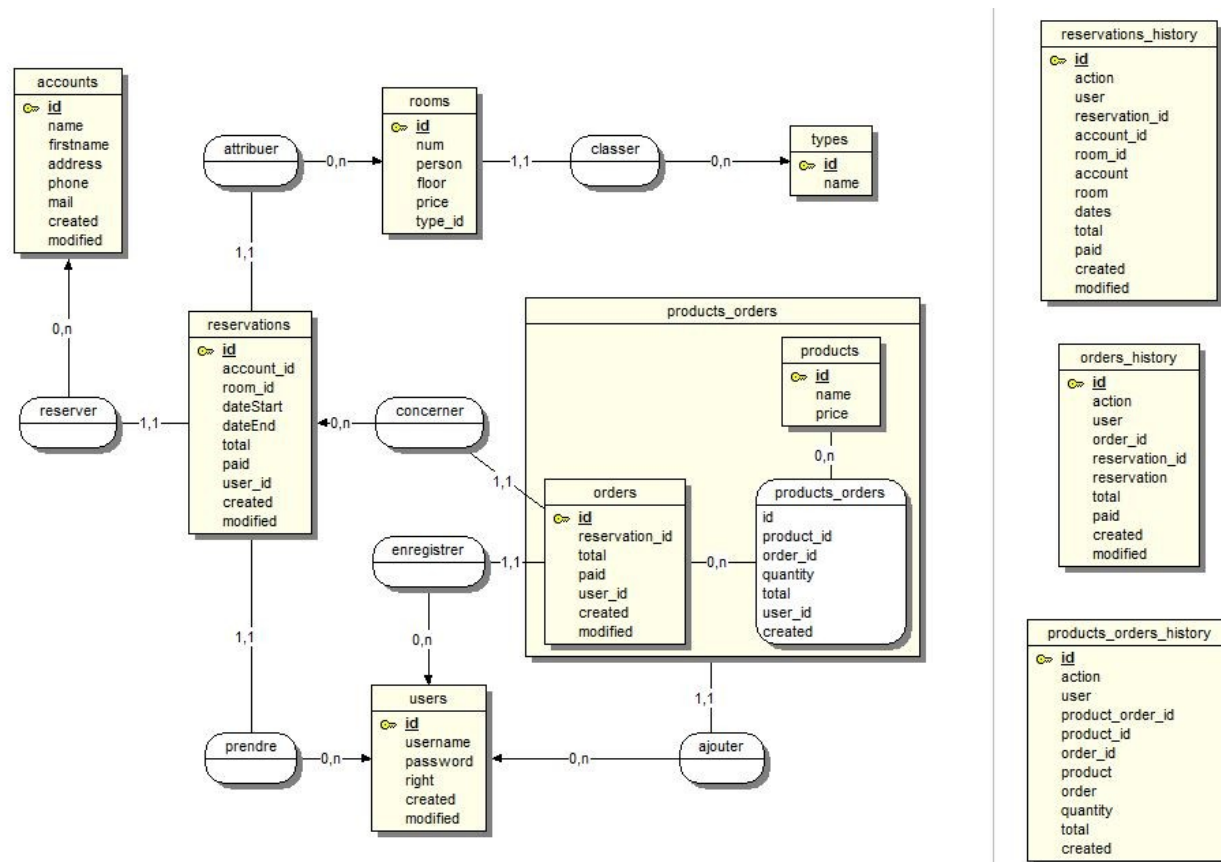 accounts
id
name
firstname
address
phone
mail
created
modified
attribuer
0,n
1,1
rooms
id
num
person
floor
price
type_id
1,1
classer
0,n
types
id
name
0,n
reserver
1,1
reservations
id
account_id
room_id
dateStart
dateEnd
total
paid
user_id
created
modified
0,n
concerner
1,1
enregistrer
1,1
0,n
products_orders
products
id
name
price
0,n
orders
id
reservation_id
total
paid
user_id
created
modified
0,n
products_orders
id
product_id
order_id
quantity
total
user_id
created
1,1
prendre
0,n
users
id
username
password
right
created
modified
0,n
ajouter
1,1
reservations_history
id
action
user
reservation_id
account_id
room_id
account
room
dates
total
paid
created
modified
orders_history
id
action
user
order_id
reservation_id
reservation
total
paid
created
modified
products_orders_history
id
action
user
product_order_id
product_id
order_id
product
order
quantity
total
created